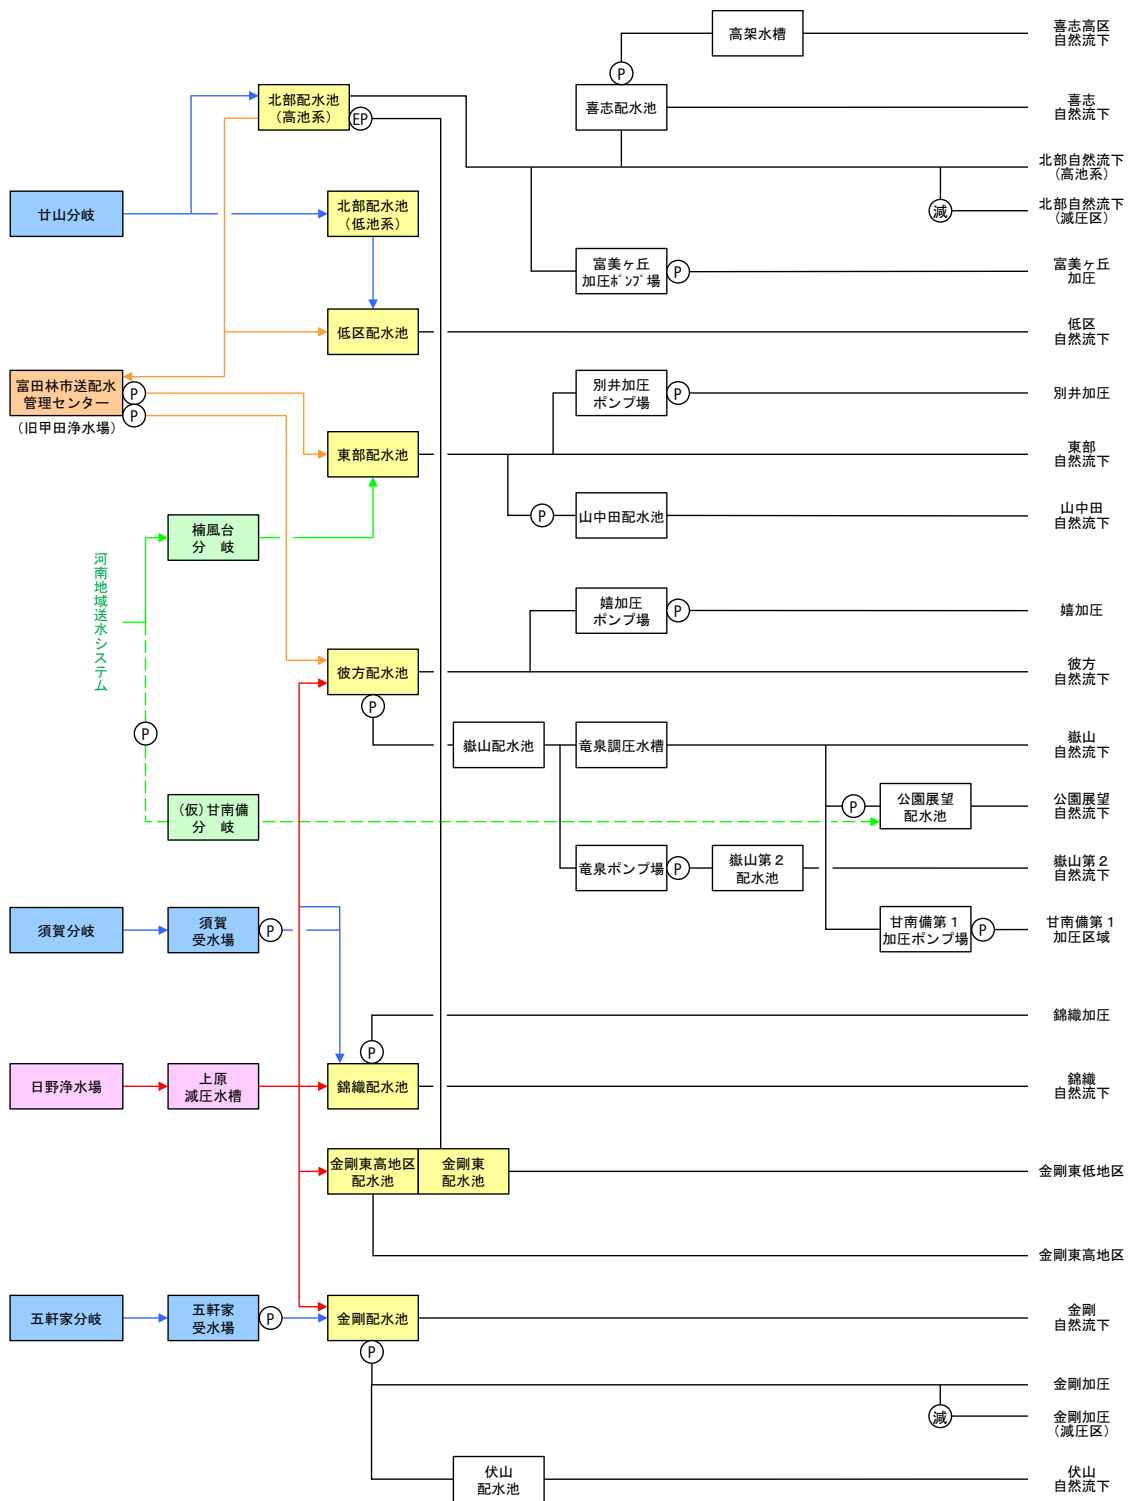 高架水槽
喜志高区
自然流下
P
北部配水池
(高池系)
EP
喜志配水池
喜志
自然流下
北部自然流下
(高池系)
廿山分岐
北部配水池
(低池系)
減
北部自然流下
(減圧区)
富美ヶ丘
加圧ポンプ場
P
富美ヶ丘
加圧
低区配水池
低区
自然流下
富田林市送配水
管理センター
P
P
(旧甲田浄水場)
別井加圧
ポンプ場
P
別井加圧
東部配水池
東部
自然流下
楠風台
分 岐
P
山中田配水池
山中田
自然流下
河南地域送水システム
嬉加圧
ポンプ場
P
嬉加圧
彼方配水池
彼方
自然流下
P
P
嶽山配水池
竜泉調圧水槽
嶽山
自然流下
(仮)甘南備
分 岐
P
公園展望
配水池
公園展望
自然流下
竜泉ポンプ場
P
嶽山第2
配水池
嶽山第2
自然流下
須賀分岐
須賀
受水場
P
甘南備第1
加圧ポンプ場
P
甘南備第1
加圧区域
錦織加圧
P
日野浄水場
上原
減圧水槽
錦織配水池
錦織
自然流下
金剛東高地区
配水池
金剛東
配水池
金剛東低地区
金剛東高地区
五軒家分岐
五軒家
受水場
P
金剛配水池
金剛
自然流下
P
金剛加圧
減
金剛加圧
(減圧区)
伏山
配水池
伏山
自然流下